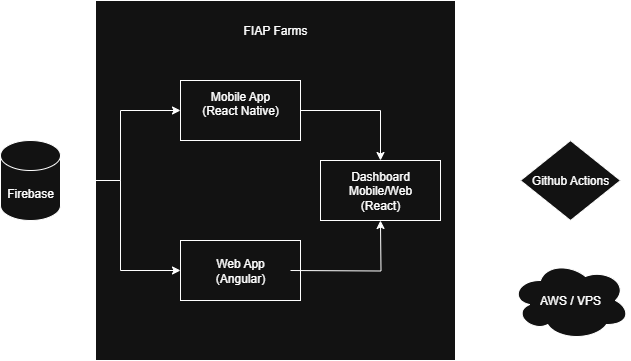 FIAP Farms
Mobile App
(React Native)
Firebase
Dashboard
Mobile/Web
(React)
Github Actions
Web App
(Angular)
AWS / VPS